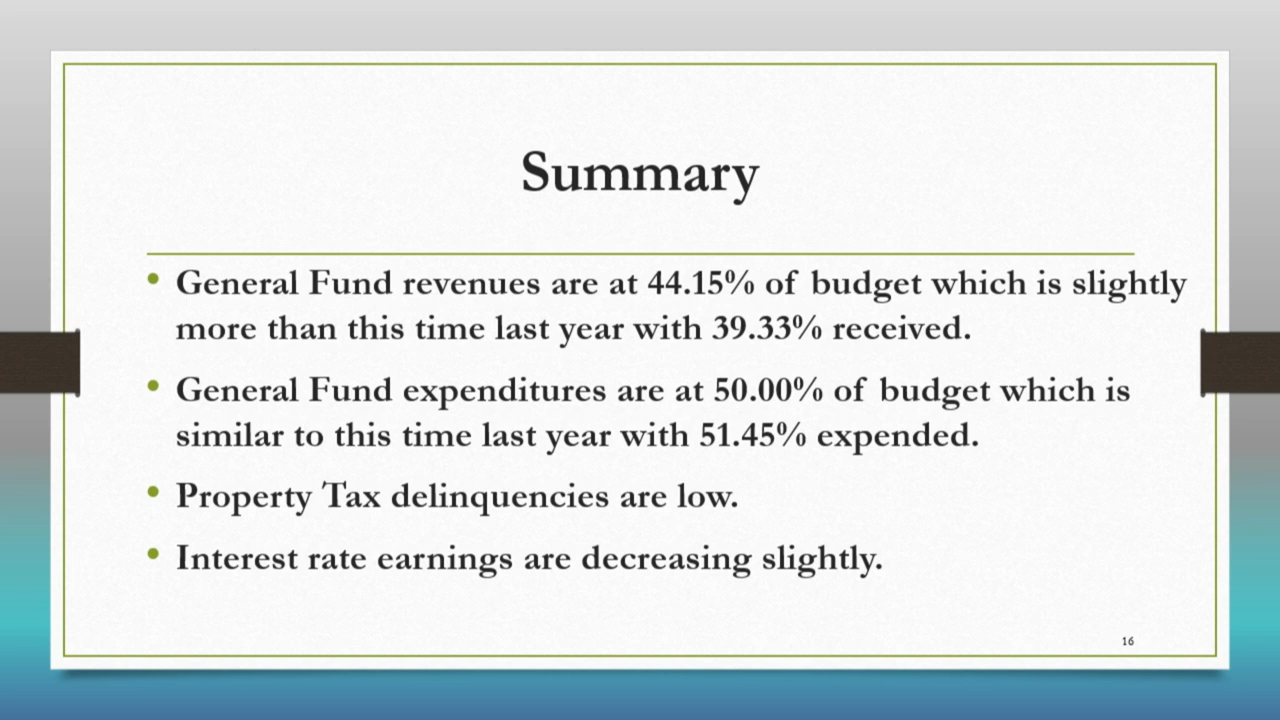 Summary
• General Fund revenues are at 44.15% of budget which is slightly
more than this time last year with 39.33% received.
• General Fund expenditures are at 50.00% of budget which is
similar to this time last year with 51.45% expended.
• Property Tax delinquencies are low.
• Interest rate earnings are decreasing slightly.
16